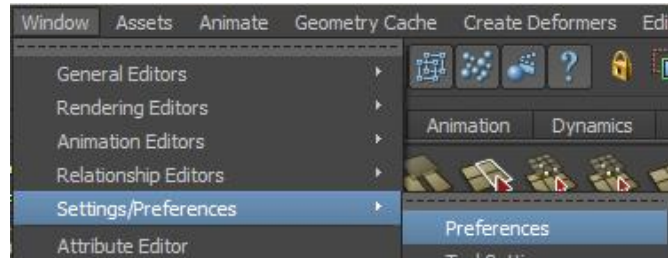 Window Assets Animate Geometry Cache Create Deformers
General Editors
Rendering Editors
Animation Editors
Animation Dynamics
Relationship Editors
Settings/Preferences
Preferences
Attribute Editor